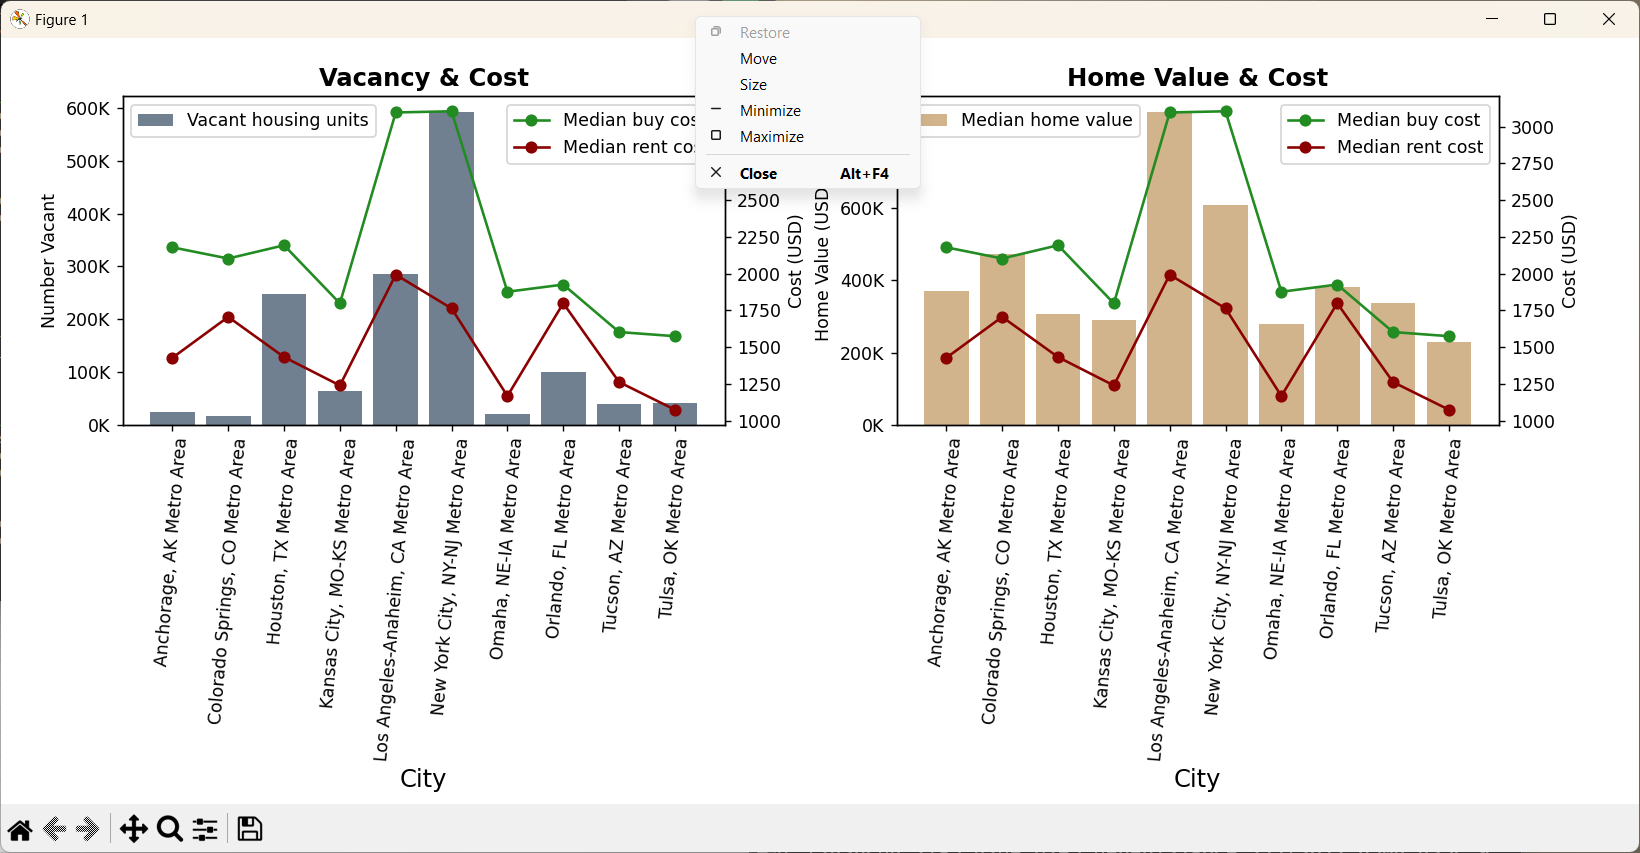 Figure 1
Restore
Move
Size
Minimize
Maximize
Close Alt+F4
Vacancy & Cost
Vacant housing units
Median buy
Median rent
600K
500K
400K
300K
200K
100K
0K
Number Vacant
2500
2250
2000
1750
1500
1250
1000
Cost (USD)
Anchorage, AK Metro Area
Colorado Springs, CO Metro Area
Houston, TX Metro Area
Kansas City, MO-KS Metro Area
Los Angeles-Anaheim, CA Metro Area
New York City, NY-NJ Metro Area
Omaha, NE-IA Metro Area
Orlando, FL Metro Area
Tucson, AZ Metro Area
Tulsa, OK Metro Area
City
Home Value & Cost
Median home value
Median buy cost
Median rent cost
600K
400K
200K
0K
Home Value (USD
3000
2750
2500
2250
2000
1750
1500
1250
1000
Cost (USD)
Anchorage, AK Metro Area
Colorado Springs, CO Metro Area
Houston, TX Metro Area
Kansas City, MO-KS Metro Area
Los Angeles-Anaheim, CA Metro Area
New York City, NY-NJ Metro Area
Omaha, NE-IA Metro Area
Orlando, FL Metro Area
Tucson, AZ Metro Area
Tulsa, OK Metro Area
City